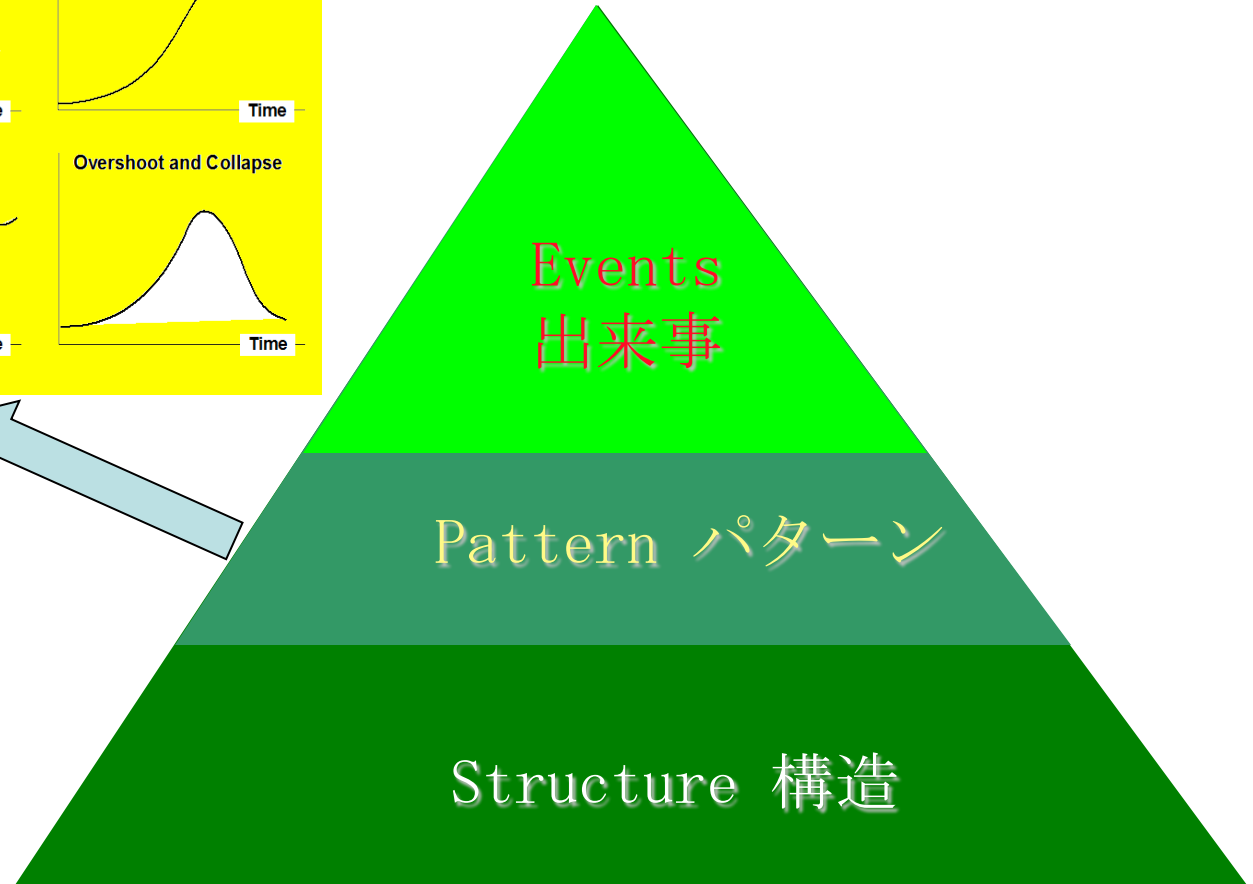 Time
Overshoot and Collapse
Time
Events
出来事
Pattern パターン
Structure 構造